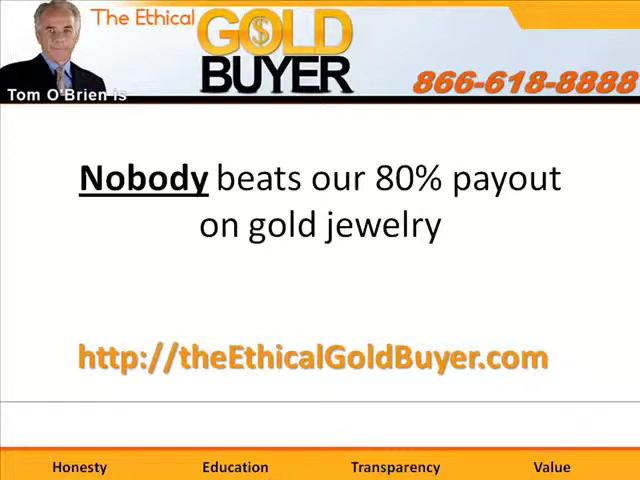 The Ethical
GOLD
BUYER
866-618-8888
Tom O'Brien is
Nobody beats our 80% payout
on gold jewelry
http://theEthicalGoldBuyer.com
Honesty Education Transparency Value